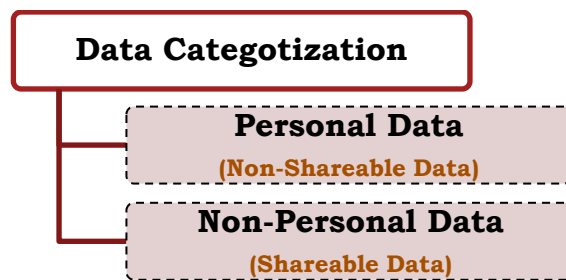 Data Categotization
Personal Data
(Non-Shareable Data)
Non-Personal Data
(Shareable Data)